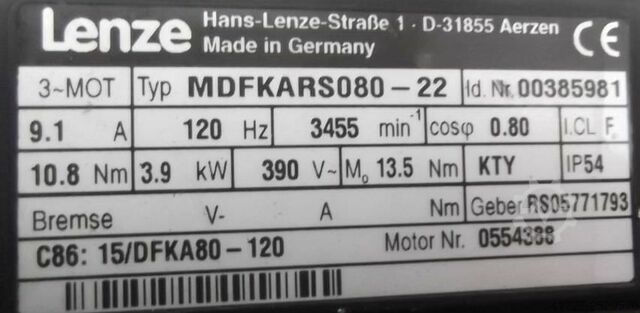 Lenze Hans-Lenze-Straße 1 · D-31855 Aerzen
Made in Germany CE
3~MOT Typ MDFKARS080-22 Id. Nr. 00385981
9.1 A 120 Hz 3455 min⁻¹ cosφ 0.80 I.CL F
10.8 Nm 3.9 kW 390 V~ M₀ 13.5 Nm KTY IP54
Bremse V- A Nm Geber RS05771793
C86: 15/DFKA80-120 Motor Nr. 0554388